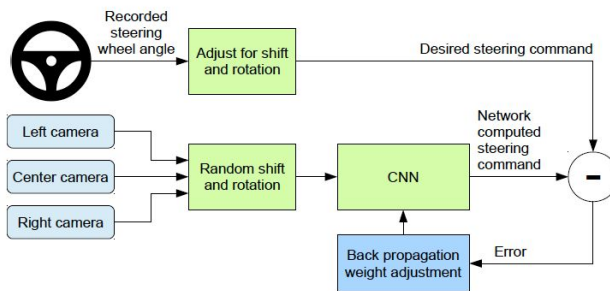 Recorded
steering
wheel angle
Adjust for shift
and rotation
Desired steering command
Left camera
Center camera
Right camera
Random shift
and rotation
CNN
Network
computed
steering
command
-
Back propagation
weight adjustment
Error